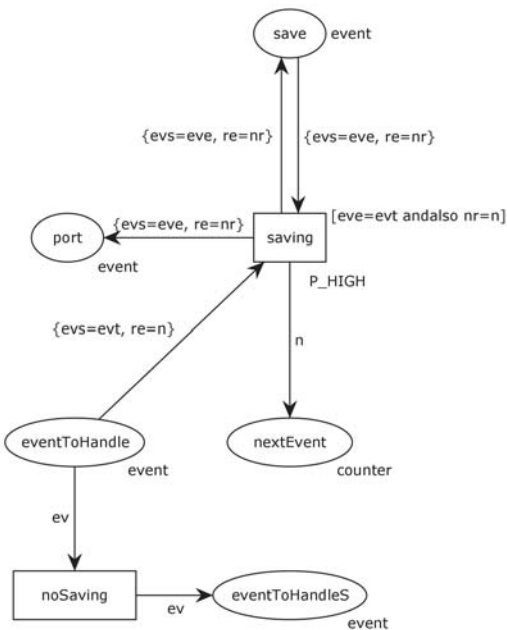 save event
{evs=eve, re=nr} {evs=eve, re=nr}
port {evs=eve, re=nr} saving [eve=evt andalso nr=n]
event
P_HIGH
{evs=evt, re=n}
n
eventToHandle nextEvent
event counter
ev
noSaving ev eventToHandleS
event